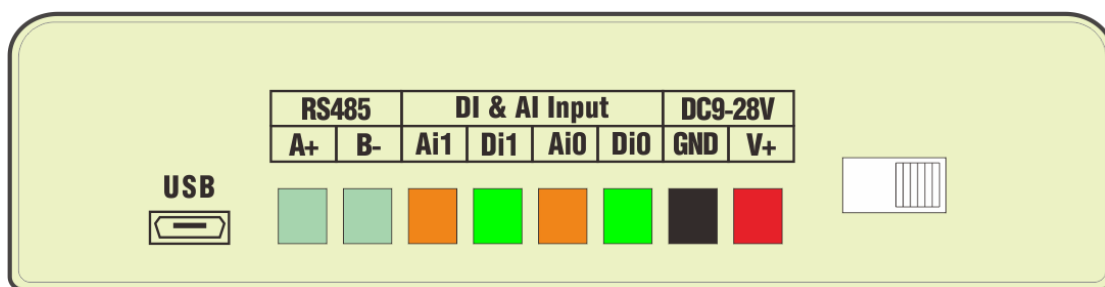 RS485 DI & AI Input DC9-28V
A+ B- Ai1 Di1 Ai0 Di0 GND V+
USB